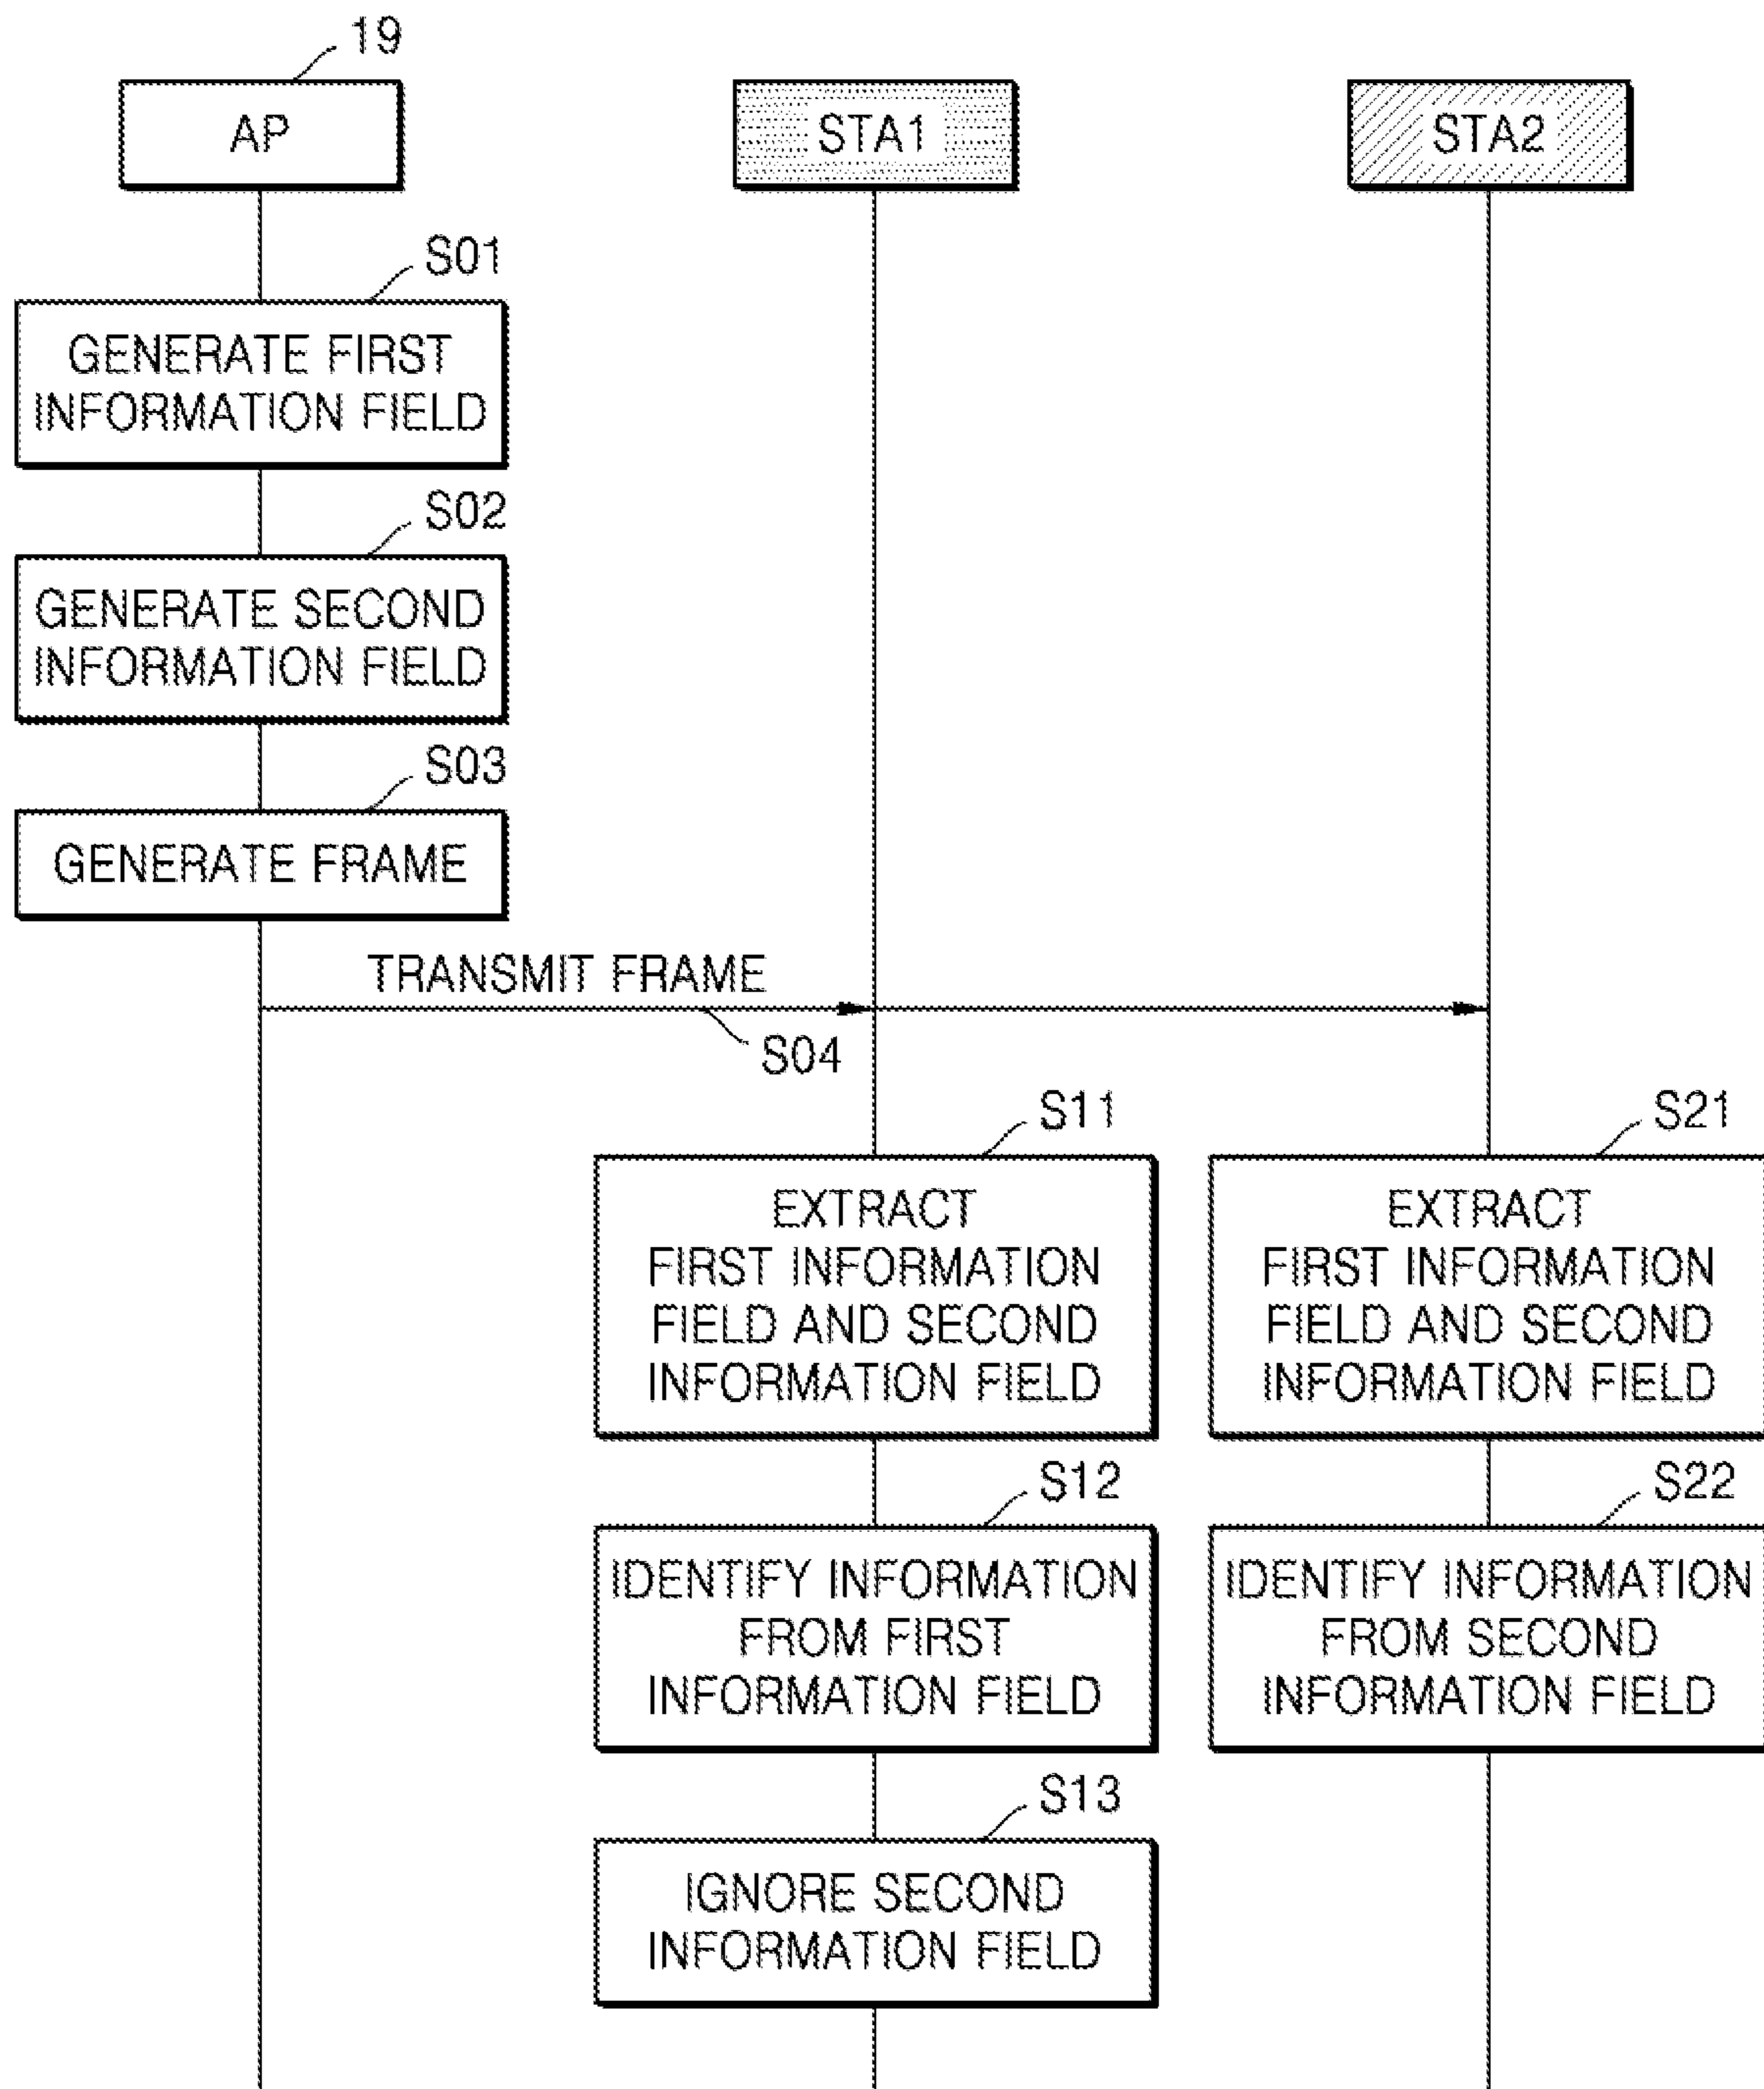 19
AP
STA1
STA2
S01
GENERATE FIRST
INFORMATION FIELD
S02
GENERATE SECOND
INFORMATION FIELD
S03
GENERATE FRAME
TRANSMIT FRAME
S04
S11
EXTRACT
FIRST INFORMATION
FIELD AND SECOND
INFORMATION FIELD
S21
EXTRACT
FIRST INFORMATION
FIELD AND SECOND
INFORMATION FIELD
S12
IDENTIFY INFORMATION
FROM FIRST
INFORMATION FIELD
S22
IDENTIFY INFORMATION
FROM SECOND
INFORMATION FIELD
S13
IGNORE SECOND
INFORMATION FIELD